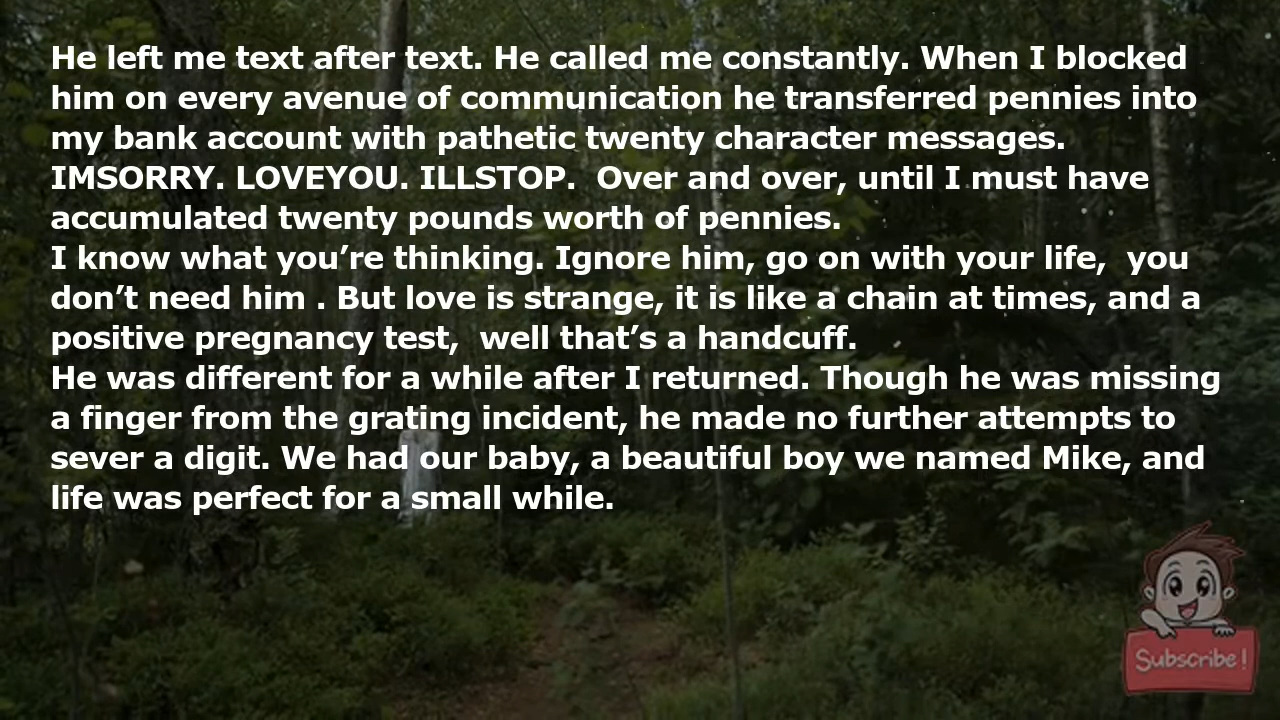 He left me text after text. He called me constantly. When I blocked
him on every avenue of communication he transferred pennies into
my bank account with pathetic twenty character messages.
IMSORRY. LOVEYOU. ILLSTOP.  Over and over, until I must have
accumulated twenty pounds worth of pennies.
I know what you’re thinking. Ignore him, go on with your life,  you
don’t need him . But love is strange, it is like a chain at times, and a
positive pregnancy test,  well that’s a handcuff.
He was different for a while after I returned. Though he was missing
a finger from the grating incident, he made no further attempts to
sever a digit. We had our baby, a beautiful boy we named Mike, and
life was perfect for a small while.
Subscribe!